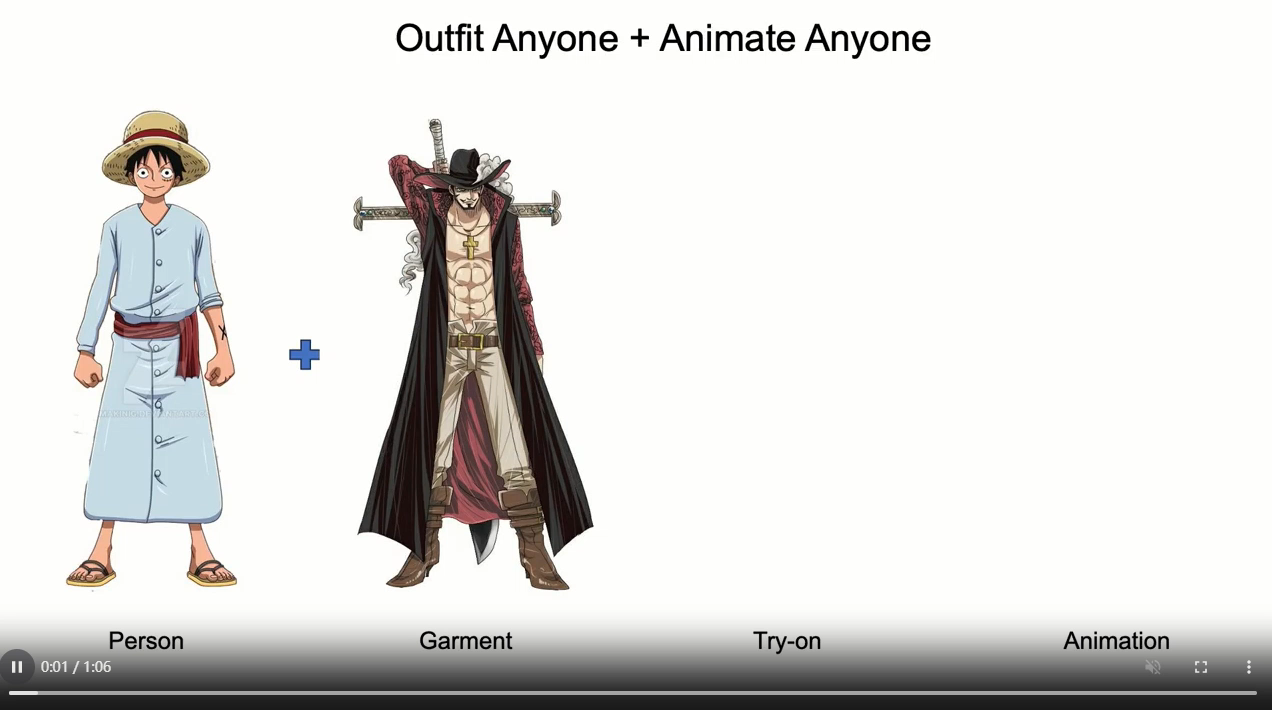 Outfit Anyone + Animate Anyone
Person
Garment
Try-on
Animation
0:01 / 1:06